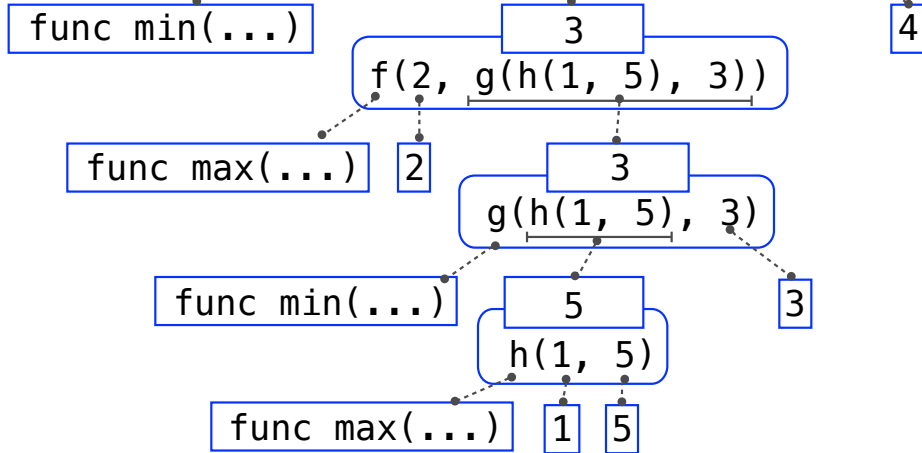 func min(...) 3 4
f(2, g(h(1, 5), 3))
func max(...) 2 3
g(h(1, 5), 3)
func min(...) 5 3
h(1, 5)
func max(...) 1 5